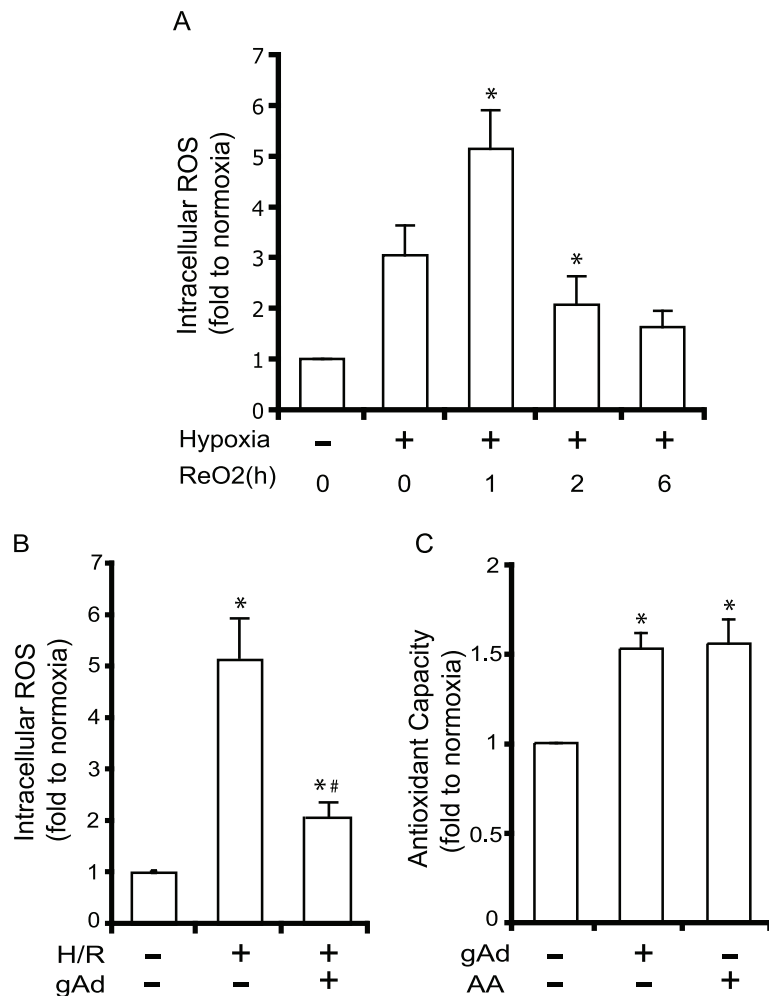 A
Intracellular ROS
(fold to normoxia)
7
6
5
4
3
2
1
0
*
*
Hypoxia − + + + +
ReO2(h) 0 0 1 2 6
B
Intracellular ROS
(fold to normoxia)
7
6
5
4
3
2
1
0
*
*#
H/R − + +
gAd − − +
C
Antioxidant Capacity
(fold to normoxia)
2
1.5
1
0.5
0
*
*
gAd − + −
AA − − +